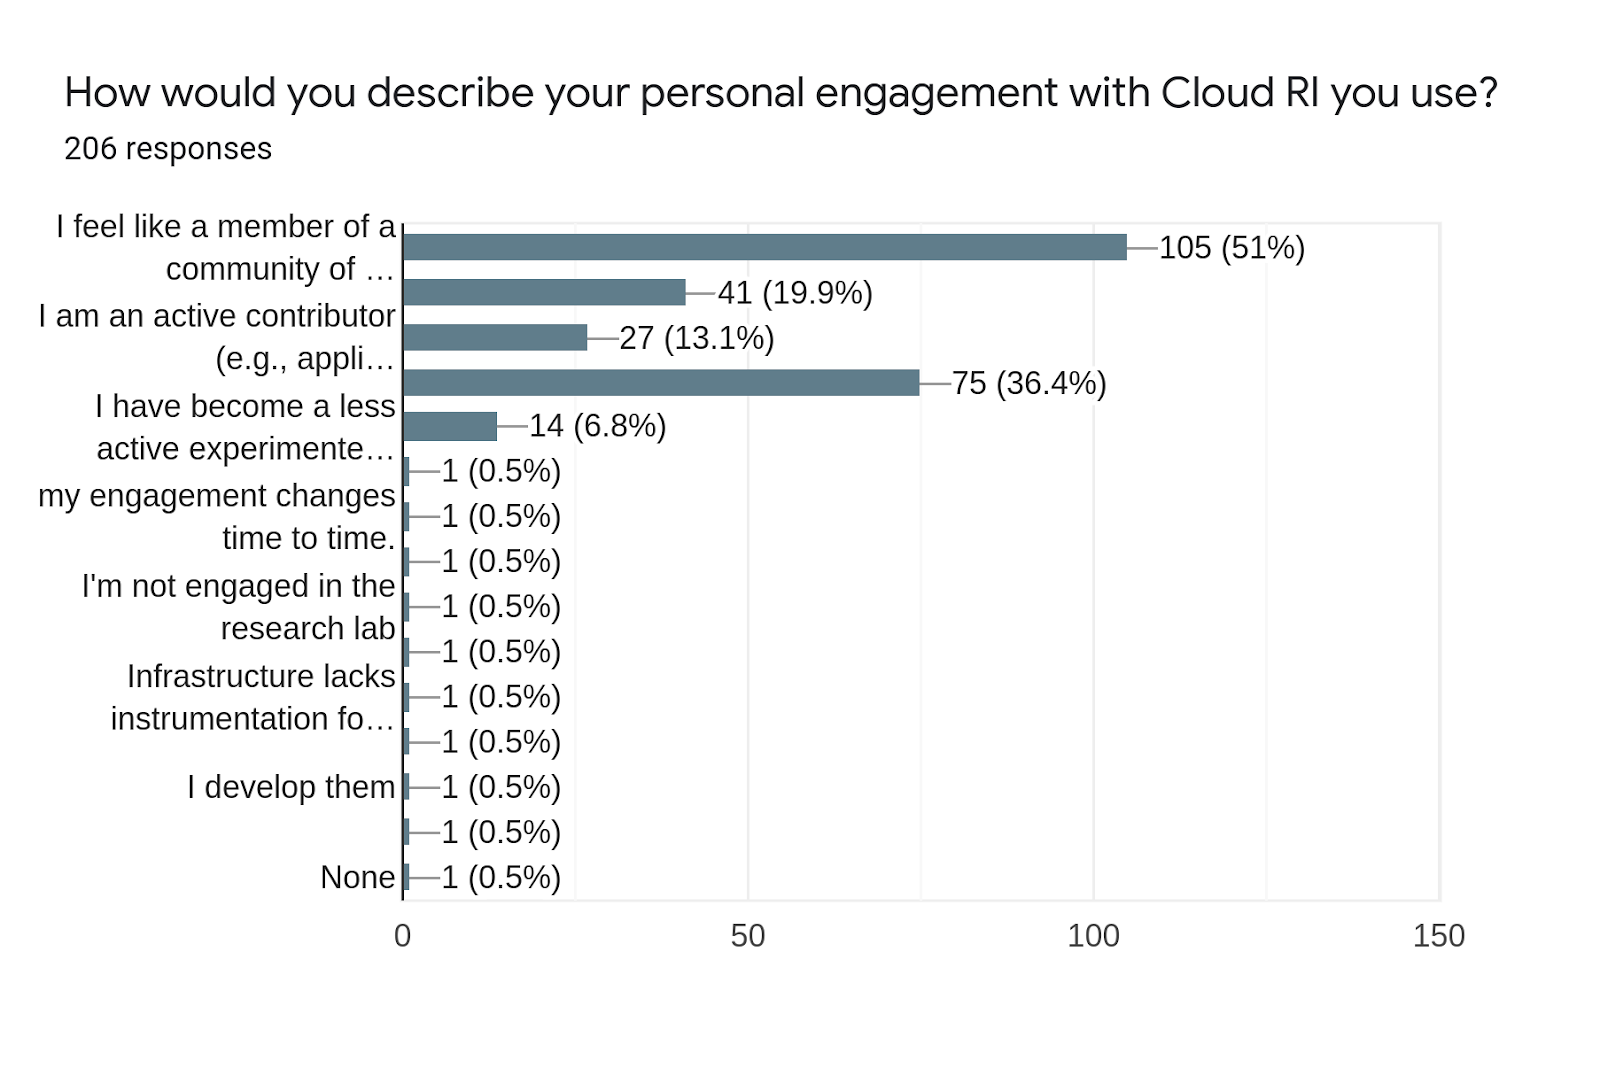 How would you describe your personal engagement with Cloud RI you use?
206 responses
I feel like a member of a
community of …
105 (51%)
41 (19.9%)
I am an active contributor
(e.g., appli…
27 (13.1%)
75 (36.4%)
I have become a less
active experimente…
14 (6.8%)
1 (0.5%)
my engagement changes
time to time.
1 (0.5%)
1 (0.5%)
I'm not engaged in the
research lab
1 (0.5%)
1 (0.5%)
Infrastructure lacks
instrumentation fo…
1 (0.5%)
1 (0.5%)
I develop them
1 (0.5%)
1 (0.5%)
None
1 (0.5%)
0
50
100
150